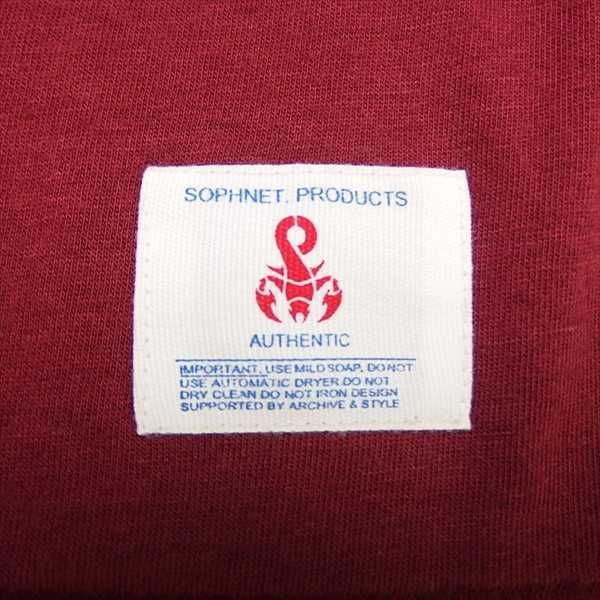 SOPHNET. PRODUCTS
AUTHENTIC
IMPORTANT. USE MILD SOAP. DO NOT
USE AUTOMATIC DRYER DO NOT
DRY CLEAN DO NOT IRON DESIGN
SUPPORTED BY ARCHIVE & STYLE